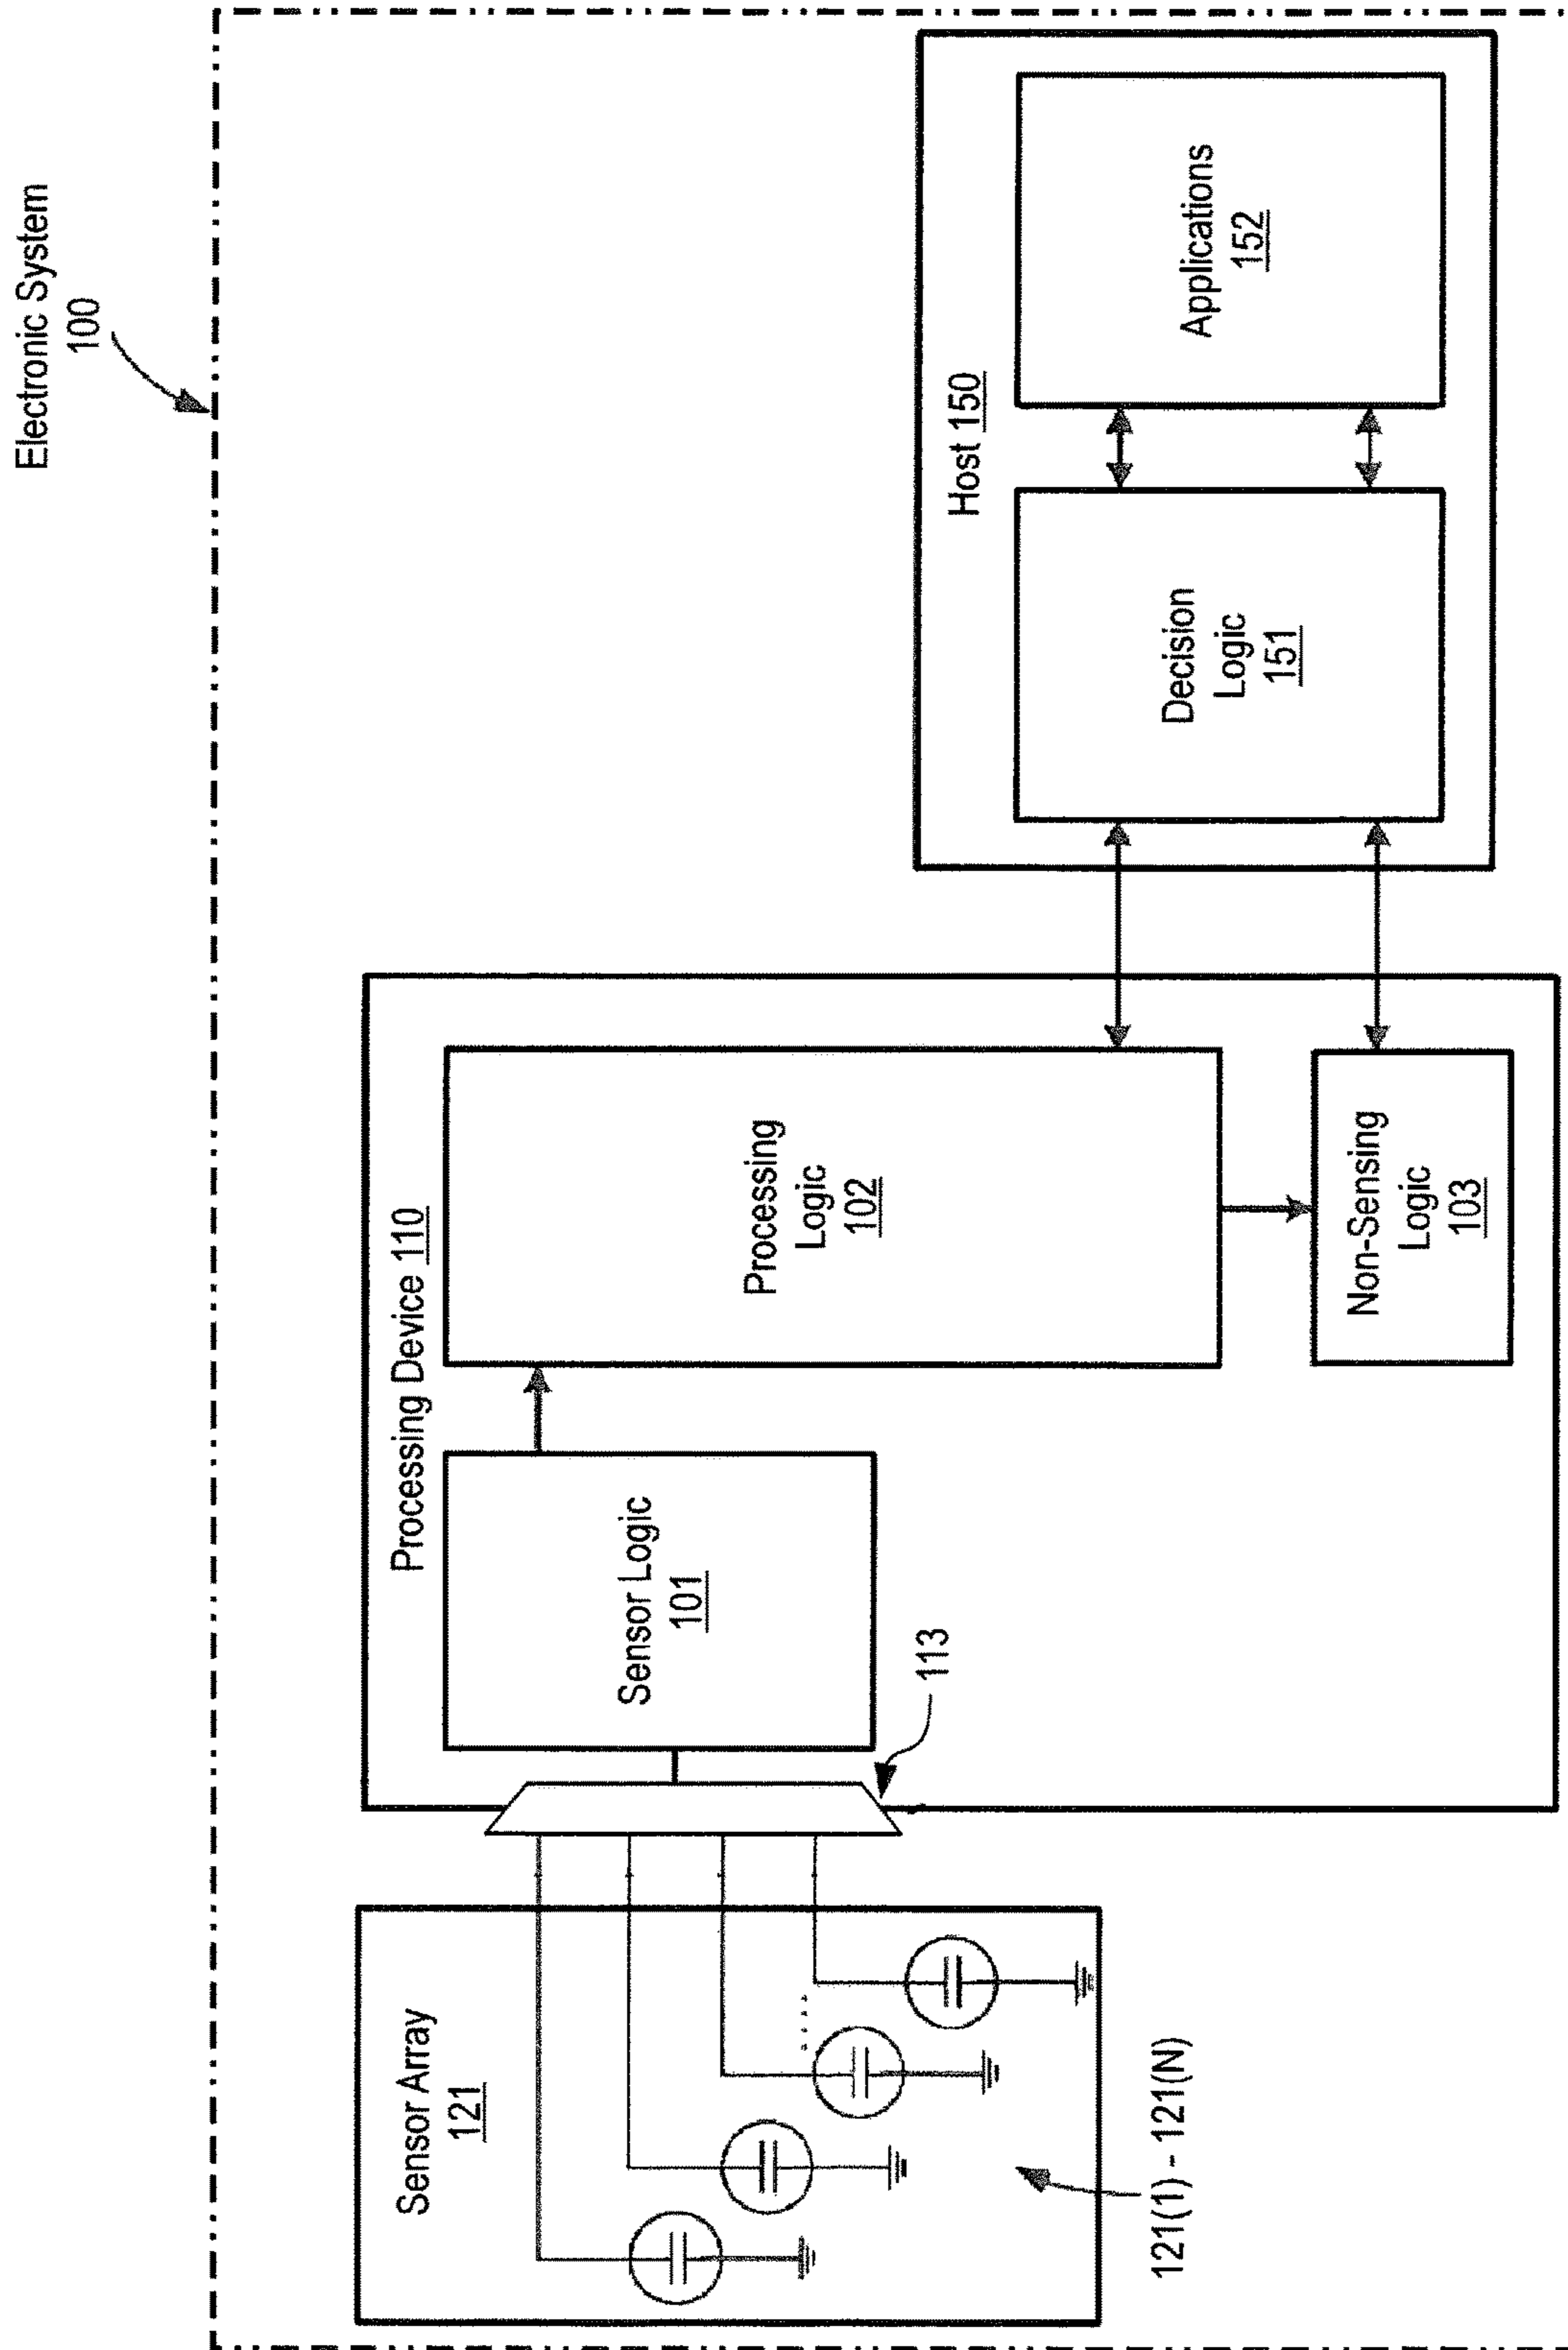 Electronic System
100
Sensor Array
121
121(1) - 121(N)
Processing Device 110
Sensor Logic
101
113
Processing
Logic
102
Non-Sensing
Logic
103
Host 150
Decision
Logic
151
Applications
152